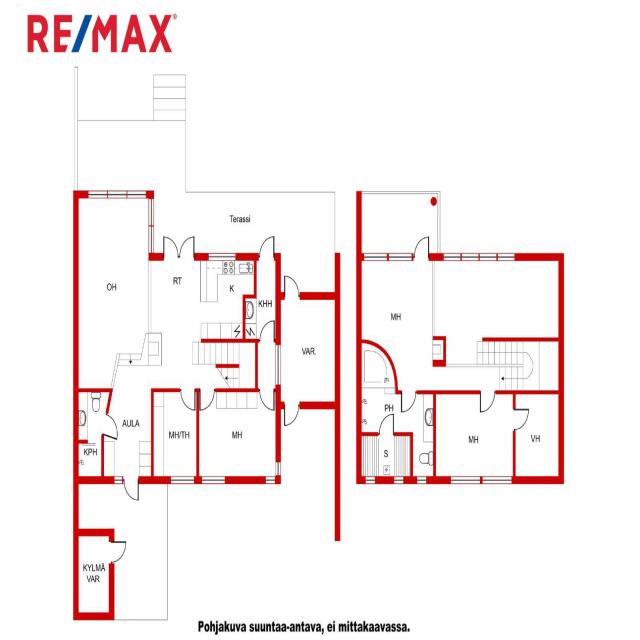 RE/MAX®
Terassi
OH
RT
K
KHH
VAR.
MH
AULA
MH/TH
MH
KPH
PH
S
MH
VH
KYLMÄ
VAR
Pohjakuva suuntaa-antava, ei mittakaavassa.